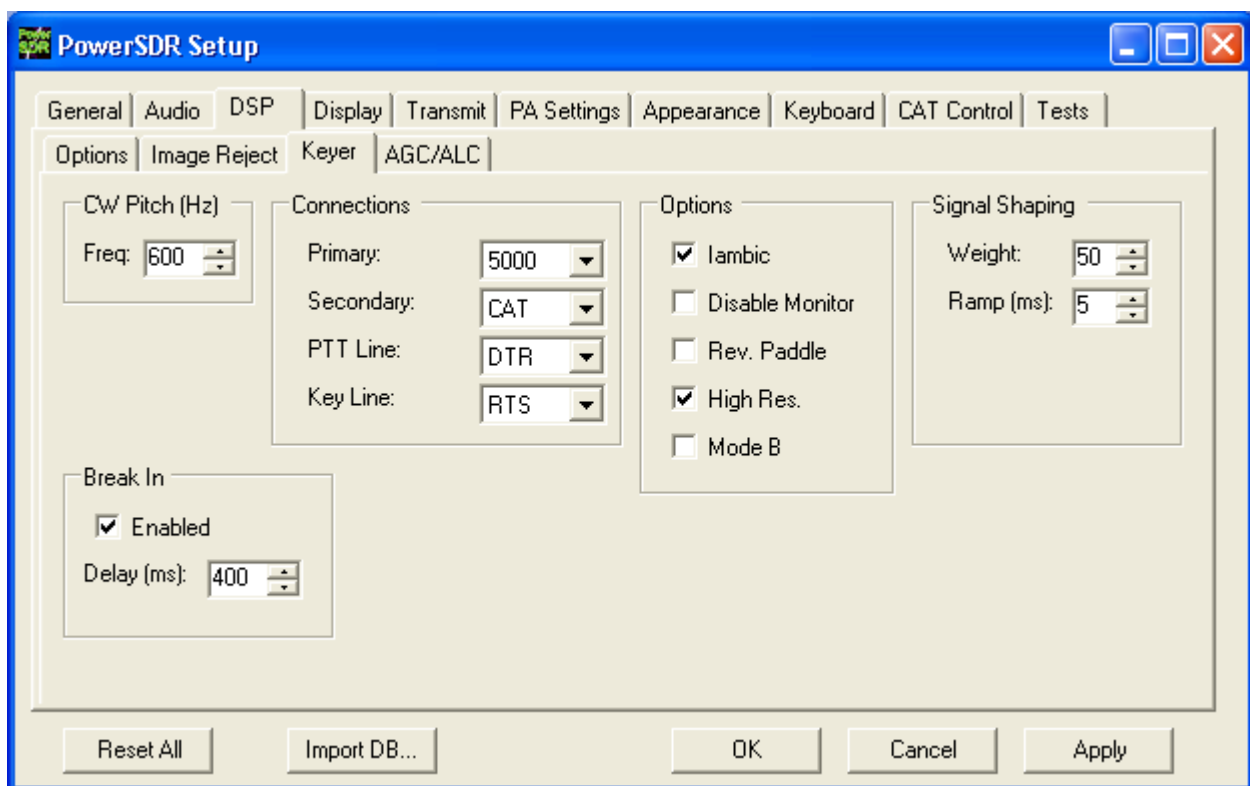 Power SDR PowerSDR Setup
General Audio DSP Display Transmit PA Settings Appearance Keyboard CAT Control Tests
Options Image Reject Keyer AGC/ALC
CW Pitch (Hz)
Freq: 600
Connections
Primary: 5000
Secondary: CAT
PTT Line: DTR
Key Line: RTS
Options
Iambic
Disable Monitor
Rev. Paddle
High Res.
Mode B
Signal Shaping
Weight: 50
Ramp (ms): 5
Break In
Enabled
Delay (ms): 400
Reset All Import DB... OK Cancel Apply